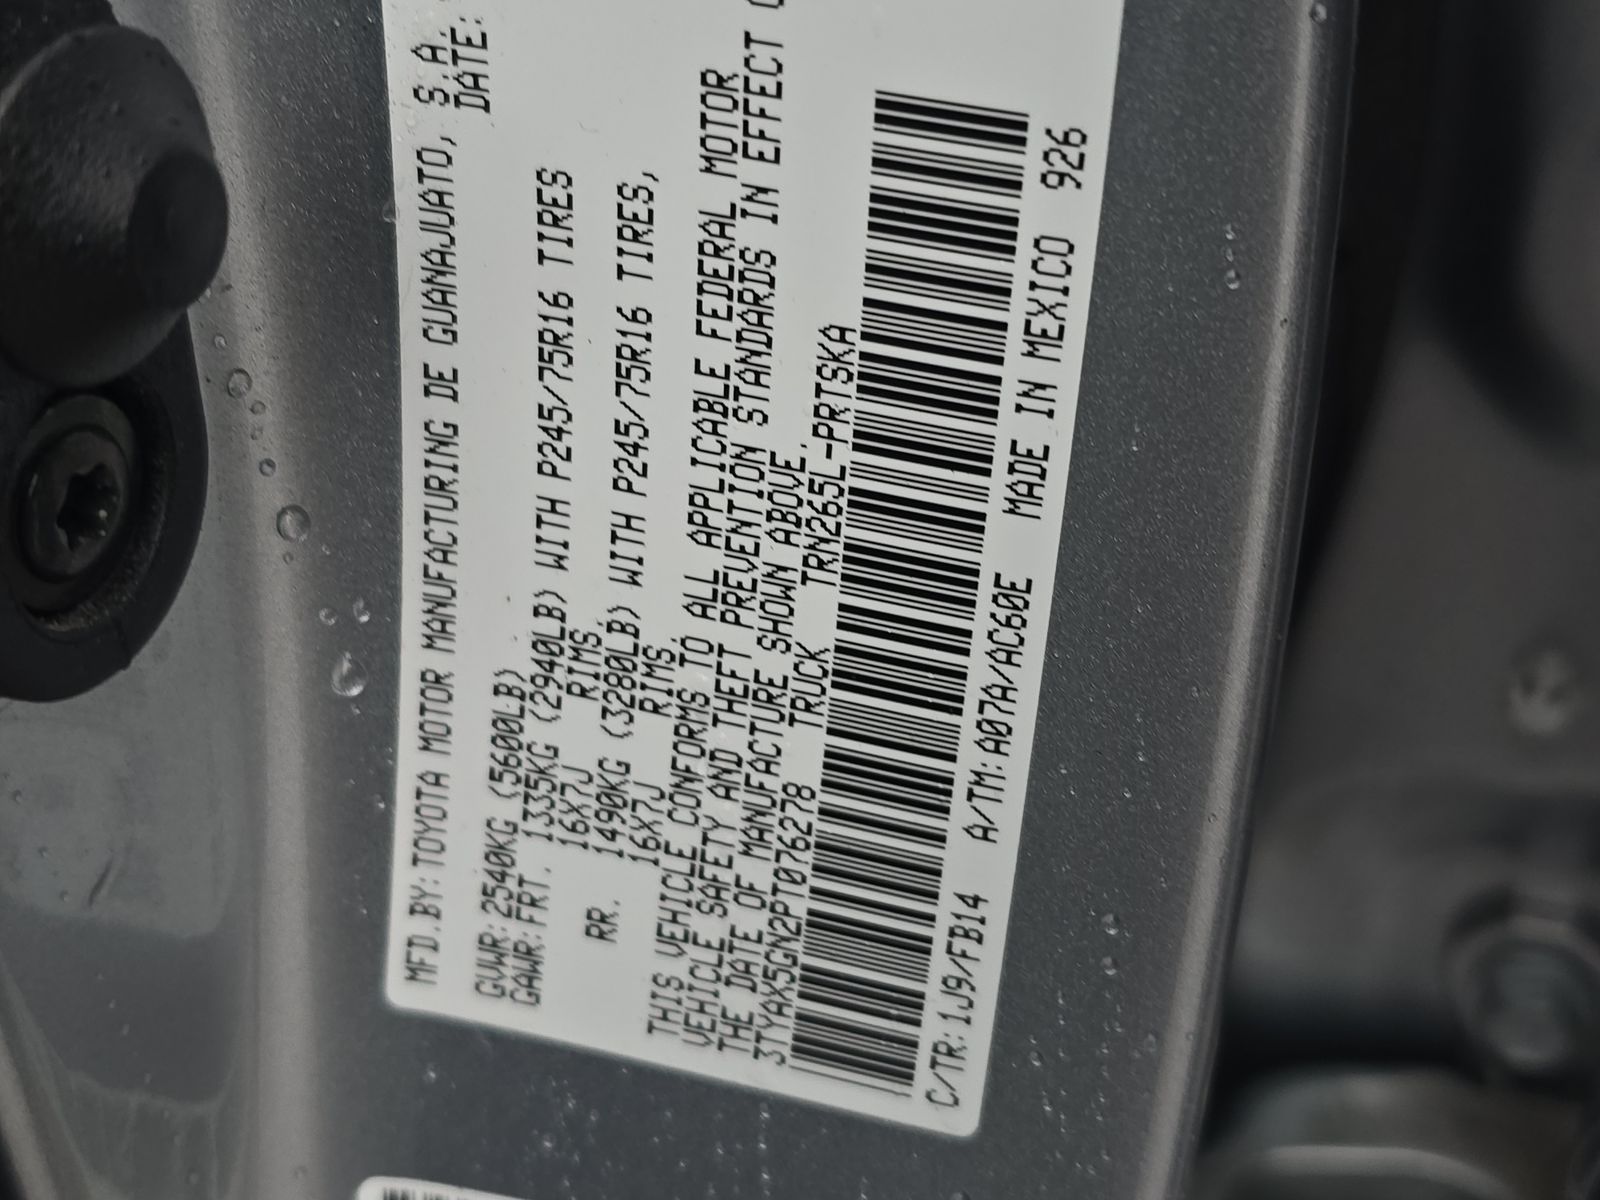 MFD.BY:TOYOTA MOTOR MANUFACTURING DE GUANAJUATO, S.A.
DATE:
GVWR:2540KG (5600LB)
GAWR:FRT. 1335KG (2940LB) WITH P245/75R16 TIRES
16X7J RIMS,
RR. 1490KG (3280LB) WITH P245/75R16 TIRES,
16X7J RIMS,
THIS VEHICLE CONFORMS TO ALL APPLICABLE FEDERAL MOTOR
VEHICLE SAFETY AND THEFT PREVENTION STANDARDS IN EFFECT
THE DATE OF MANUFACTURE SHOWN ABOVE.
3TYAX5GN2PT076278 TRUCK TRN265L-PRTSKA
C/TR:1J9/FB14 A/TM:A07A/AC60E MADE IN MEXICO 926